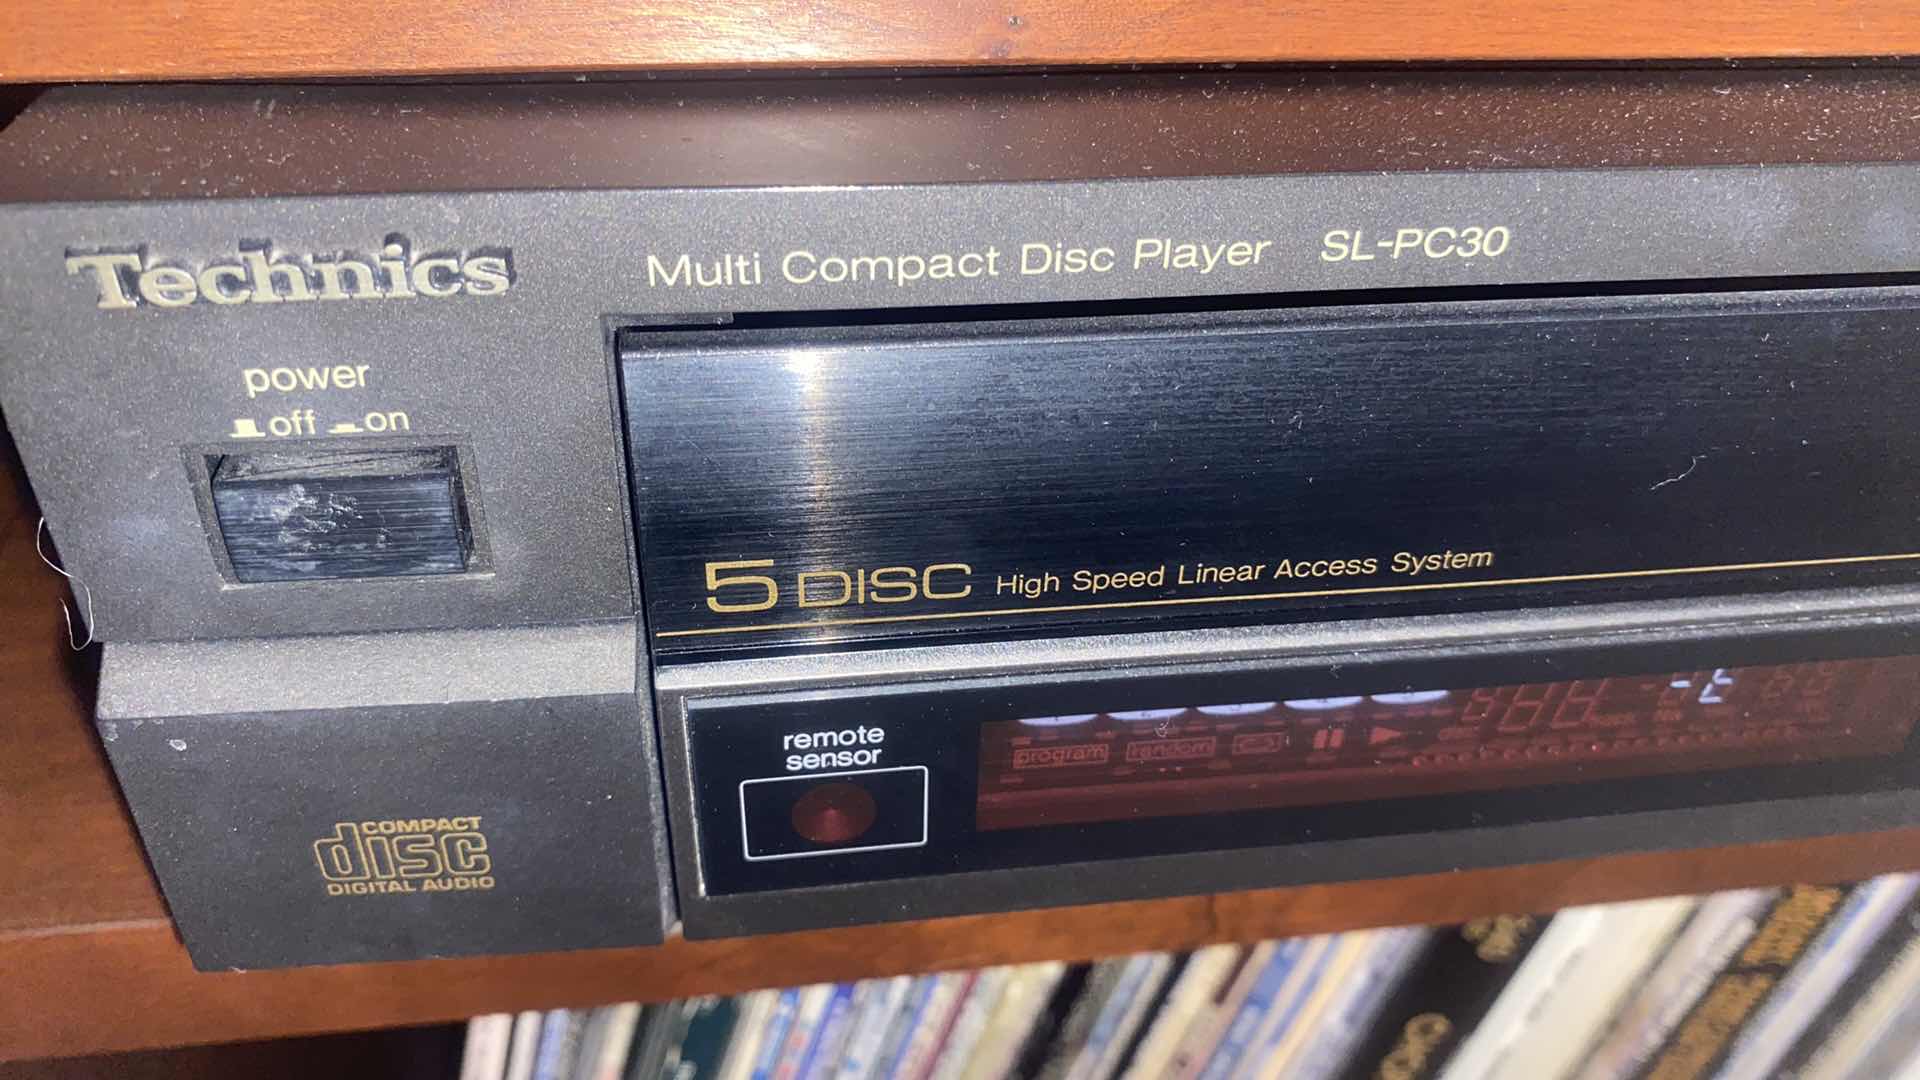 Technics
Multi Compact Disc Player SL-PC30
power
off on
5 DISC High Speed Linear Access System
remote
sensor
program random
COMPACT
disc
DIGITAL AUDIO